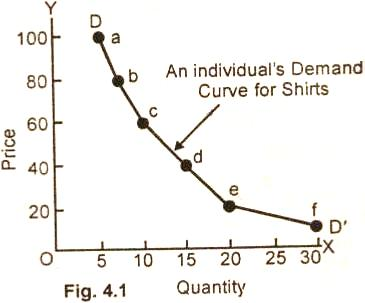 Y
D
a
b
c
d
e
f
D'
An individual's Demand
Curve for Shirts
100
80
60
40
20
Price
O
5
10
15
20
25
30
X
Fig. 4.1
Quantity